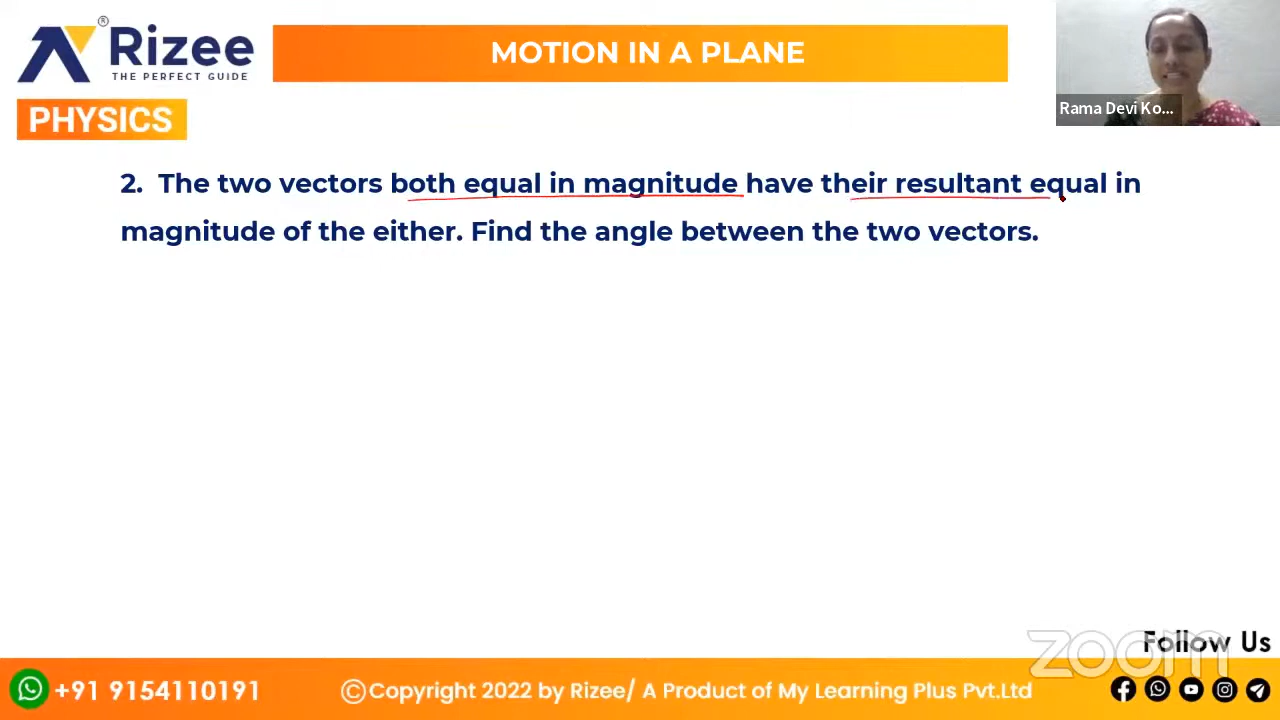 Rizee®
THE PERFECT GUIDE
MOTION IN A PLANE
PHYSICS
Rama Devi Ko...
2. The two vectors both equal in magnitude have their resultant equal in
magnitude of the either. Find the angle between the two vectors.
zoom
Follow Us
+91 9154110191
©Copyright 2022 by Rizee/ A Product of My Learning Plus Pvt.Ltd